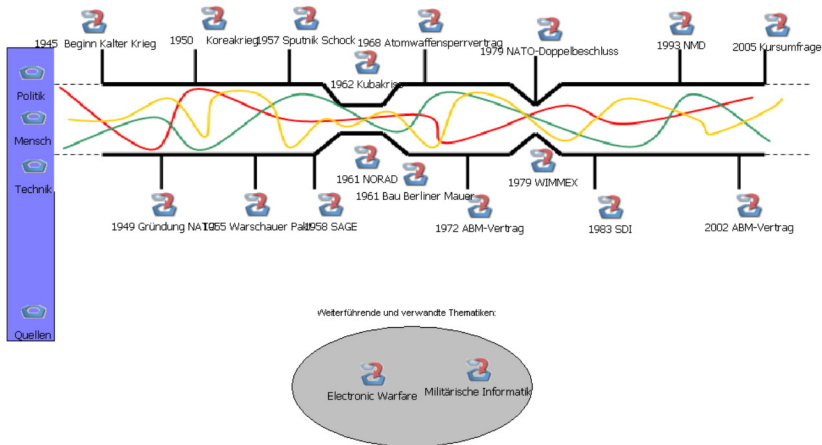 1945 Beginn Kalter Krieg
1950 Koreakrieg
1957 Sputnik Schock
1968 Atomwaffensperrvertrag
1979 NATO-Doppelbeschluss
1993 NMD
2005 Kursumfrage
1962 Kubakrise
Politik
Mensch
Technik
Quellen
1961 NORAD
1961 Bau Berliner Mauer
1979 WIMMEX
1949 Gründung NATO
1955 Warschauer Pakt
1958 SAGE
1972 ABM-Vertrag
1983 SDI
2002 ABM-Vertrag
Weiterführende und verwandte Thematiken:
Electronic Warfare
Militärische Informatik